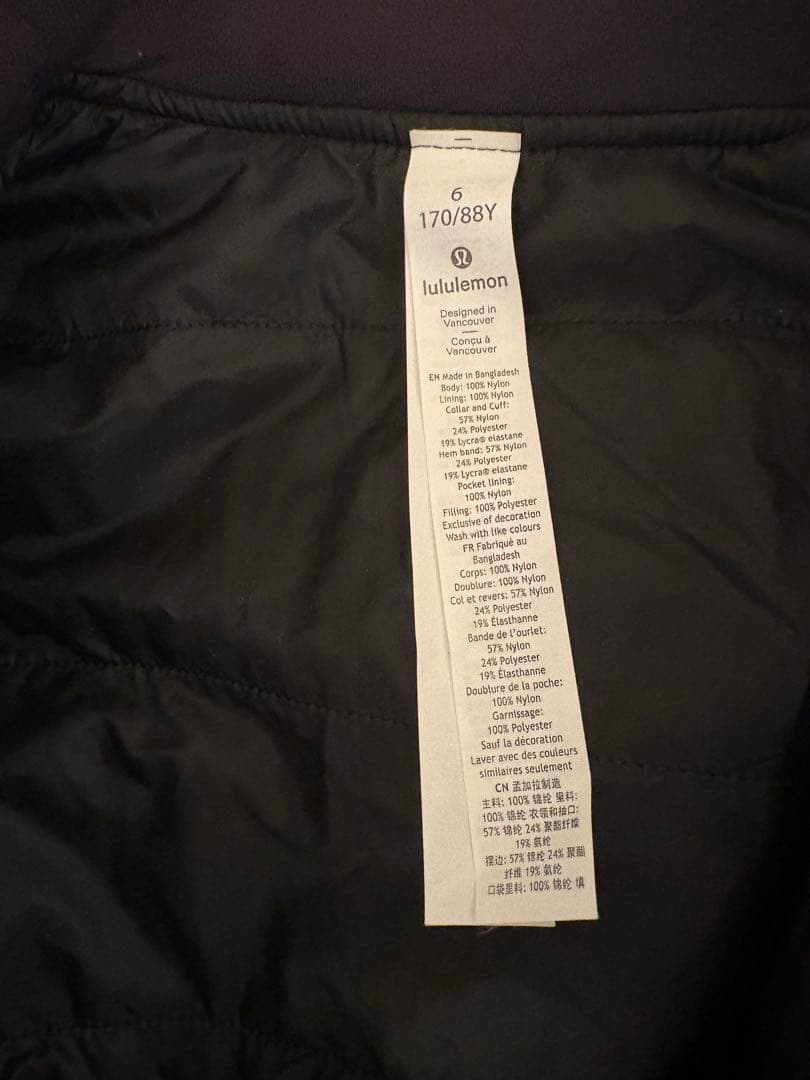 6
170/88Y
lululemon
Designed in
Vancouver
Conçu à
Vancouver
EN Made in Bangladesh
Body: 100% Nylon
Lining: 100% Nylon
Collar and Cuff:
57% Nylon
24% Polyester
19% Lycra® elastane
Hem band: 57% Nylon
24% Polyester
19% Lycra® elastane
Pocket lining:
100% Nylon
Filling: 100% Polyester
Exclusive of decoration
Wash with like colours
FR Fabriqué au
Bangladesh
Corps: 100% Nylon
Doublure: 100% Nylon
Col et revers: 57% Nylon
24% Polyester
19% Élasthanne
Bande de l'ourlet:
57% Nylon
24% Polyester
19% Élasthanne
Doublure de la poche:
100% Nylon
Garnissage:
100% Polyester
Sauf la décoration
Laver avec des couleurs
similaires seulement
CN 孟加拉制造
主料: 100% 锦纶 里料:
100% 锦纶 衣领和袖口:
57% 锦纶 24% 聚酯纤维
19% 氨纶
摆边: 57% 锦纶 24% 聚酯
纤维 19% 氨纶
口袋里料: 100% 锦纶 填